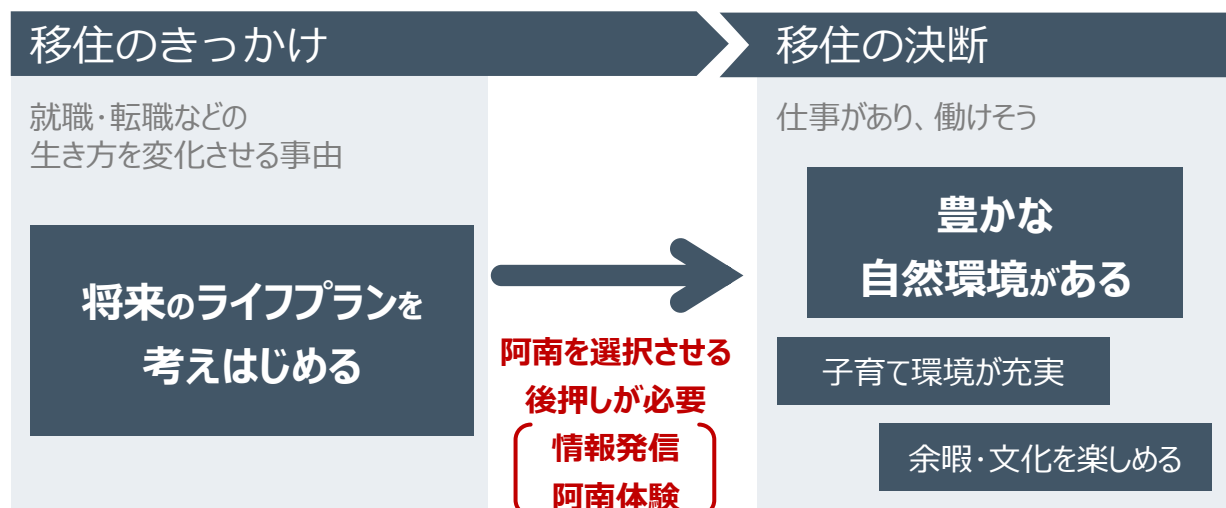 移住のきっかけ
就職・転職などの
生き方を変化させる事由
将来のライフプランを
考えはじめる
阿南を選択させる
後押しが必要
情報発信
阿南体験
移住の決断
仕事があり、働けそう
豊かな
自然環境がある
子育て環境が充実
余暇・文化を楽しめる